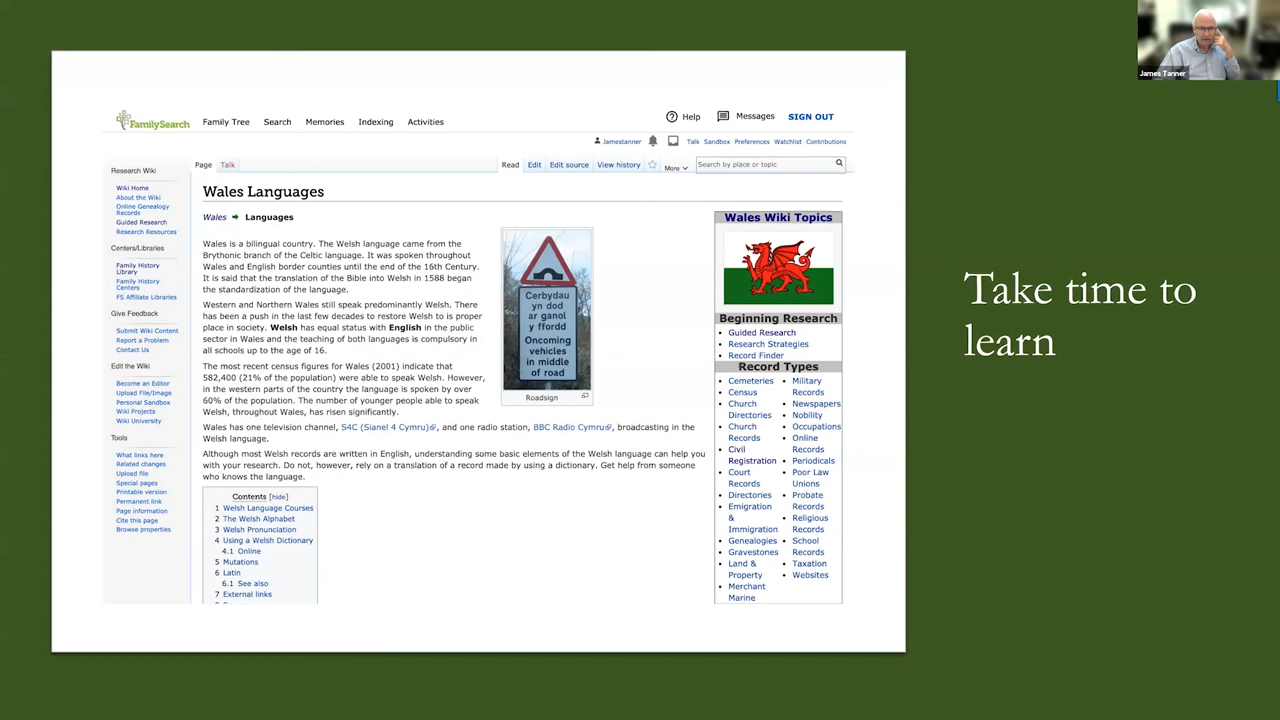 James Tanner
FamilySearch
Family Tree Search Memories Indexing Activities
Help Messages SIGN OUT
Jamestanner Talk Sandbox Preferences Watchlist Contributions
Page Talk Read Edit Edit source View history More Search by place or topic
Research Wiki
Wiki Home
About the Wiki
Online Genealogy
Records
Guided Research
Research Resources
Centers/Libraries
Family History
Library
Family History
Centers
FS Affiliate Libraries
Give Feedback
Submit Wiki Content
Report a Problem
Contact Us
Edit the Wiki
Become an Editor
Upload File/Image
Personal Sandbox
Wiki Projects
Wiki University
Tools
What links here
Related changes
Upload file
Special pages
Printable version
Permanent link
Page information
Cite this page
Browse properties
Wales Languages
Wales Languages
Wales is a bilingual country. The Welsh language came from the
Brythonic branch of the Celtic language. It was spoken throughout
Wales and English border counties until the end of the 16th Century.
It is said that the translation of the Bible into Welsh in 1588 began
the standardization of the language.
Western and Northern Wales still speak predominantly Welsh. There
has been a push in the last few decades to restore Welsh to is proper
place in society. Welsh has equal status with English in the public
sector in Wales and the teaching of both languages is compulsory in
all schools up to the age of 16.
The most recent census figures for Wales (2001) indicate that
582,400 (21% of the population) were able to speak Welsh. However,
in the western parts of the country the language is spoken by over
60% of the population. The number of younger people able to speak
Welsh, throughout Wales, has risen significantly.
Wales has one television channel, S4C (Sianel 4 Cymru), and one radio station, BBC Radio Cymru, broadcasting in the
Welsh language.
Although most Welsh records are written in English, understanding some basic elements of the Welsh language can help you
with your research. Do not, however, rely on a translation of a record made by using a dictionary. Get help from someone
who knows the language.
Cerbydau
yn dod
ar ganol
y ffordd
Oncoming
vehicles
in middle
of road
Roadsign
Contents [hide]
1 Welsh Language Courses
2 The Welsh Alphabet
3 Welsh Pronunciation
4 Using a Welsh Dictionary
4.1 Online
5 Mutations
6 Latin
6.1 See also
7 External links
Wales Wiki Topics
Beginning Research
Guided Research
Research Strategies
Record Finder
Record Types
Cemeteries
Census
Church
Directories
Church
Records
Civil
Registration
Court
Records
Directories
Emigration
&
Immigration
Genealogies
Gravestones
Land &
Property
Merchant
Marine
Military
Records
Newspapers
Nobility
Occupations
Online
Records
Periodicals
Poor Law
Unions
Probate
Records
Religious
Records
School
Records
Taxation
Websites
Take time to
learn